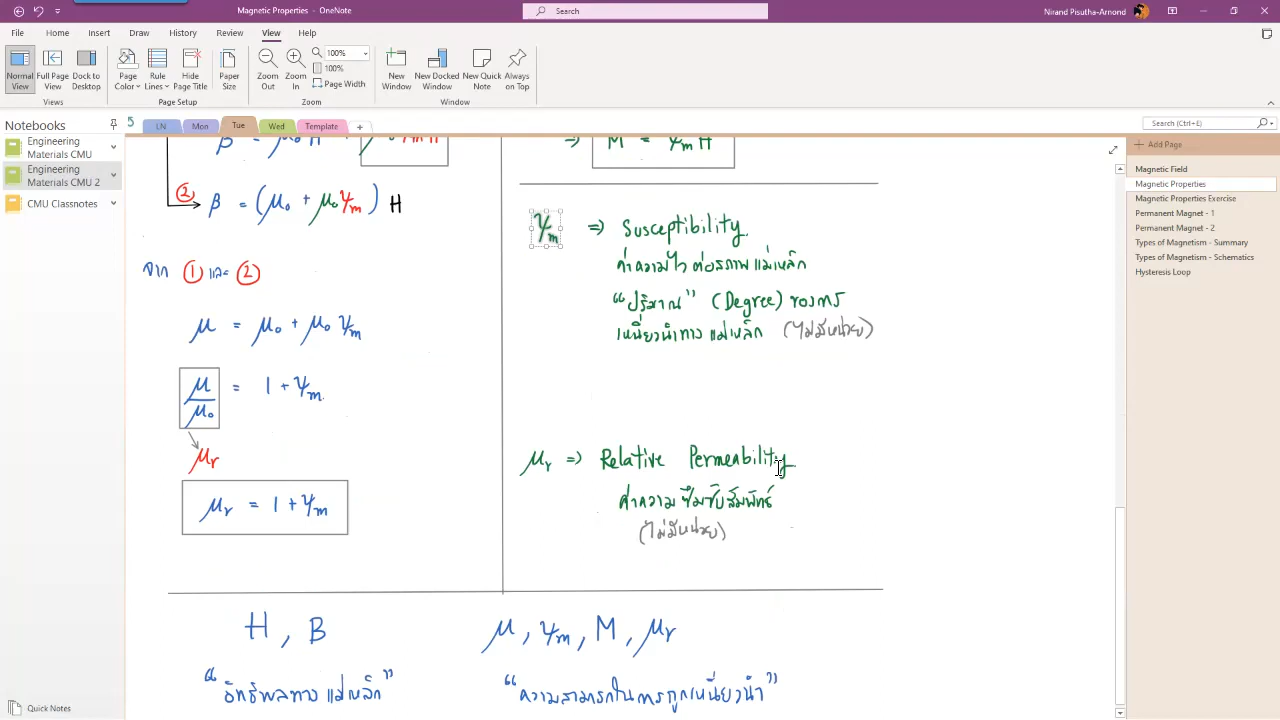 Magnetic Properties - OneNote
Search
Nirand Pisutha-Arnond
File Home Insert Draw History Review View Help
Normal View
Full Page View
Dock to Desktop
Page Color
Rule Lines
Hide Page Title
Paper Size
Zoom Out
Zoom In
100%
100%
Page Width
New Window
New Docked Window
New Quick Note
Always on Top
Views
Page Setup
Zoom
Window
Notebooks
5
LN Mon Tue Wed Template
Search (Ctrl+E)
Engineering Materials CMU
Engineering Materials CMU 2
CMU Classnotes
Quick Notes
② β = (μ₀ + μ₀ψm) H
จาก ① และ ②
μ = μ₀ + μ₀ψm
μ/μ₀ = 1 + ψm
μr
μr = 1 + ψm
⇒ M = ψmH
ψm ⇒ Susceptibility
ค่าความไวต่อสภาพแม่เหล็ก
“ปริมาณ” (Degree) ของการ
เหนี่ยวนำทางแม่เหล็ก (ไม่มีหน่วย)
μr ⇒ Relative Permeability
ค่าความซึมซับสัมพัทธ์
(ไม่มีหน่วย)
H, B
“อิทธิพลทางแม่เหล็ก”
μ, ψm, M, μr
“ความสามารถในการถูกเหนี่ยวนำ”
Add Page
Magnetic Field
Magnetic Properties
Magnetic Properties Exercise
Permanent Magnet - 1
Permanent Magnet - 2
Types of Magnetism - Summary
Types of Magnetism - Schematics
Hysteresis Loop